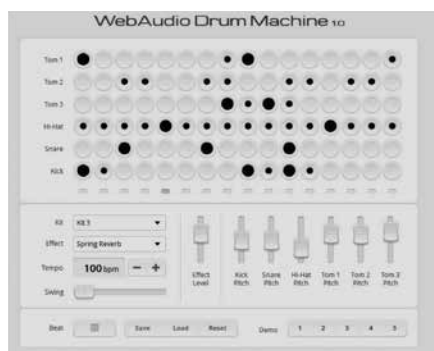 WebAudio Drum Machine 1.0
Tom 1
Tom 2
Tom 3
Hi-Hat
Snare
Kick
Kit Kit 3
Effect Spring Reverb
Tempo 100 bpm − +
Swing
Effect Level
Kick Pitch
Snare Pitch
Hi-Hat Pitch
Tom 1 Pitch
Tom 2 Pitch
Tom 3 Pitch
Beat Save Load Reset Demo 1 2 3 4 5